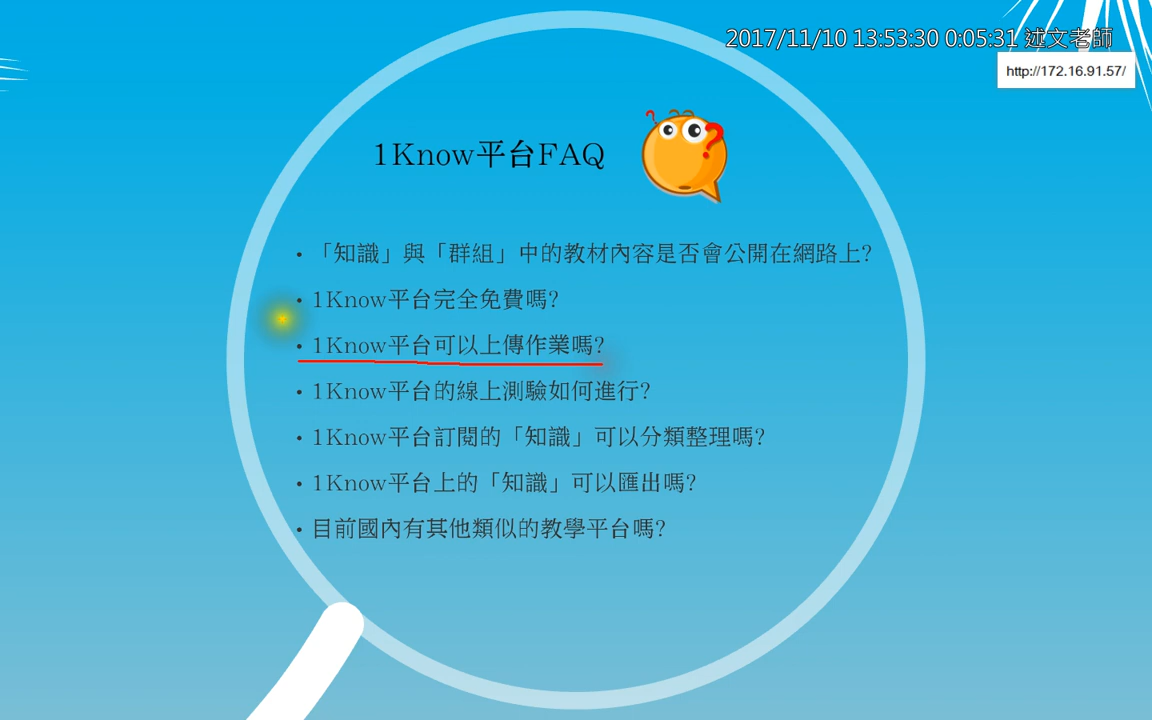 2017/11/10 13:53:30 0:05:31 述文老師
http://172.16.91.57/
1Know平台FAQ
• 「知識」與「群組」中的教材內容是否會公開在網路上?
• 1Know平台完全免費嗎?
• 1Know平台可以上傳作業嗎?
• 1Know平台的線上測驗如何進行?
• 1Know平台訂閱的「知識」可以分類整理嗎?
• 1Know平台上的「知識」可以匯出嗎?
• 目前國內有其他類似的教學平台嗎?